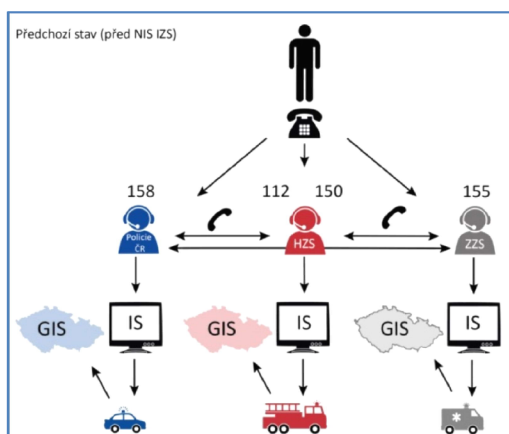 Předchozí stav (před NIS IZS)
158
112 150
155
Policie
ČR
HZS
ZZS
GIS
IS
GIS
IS
GIS
IS